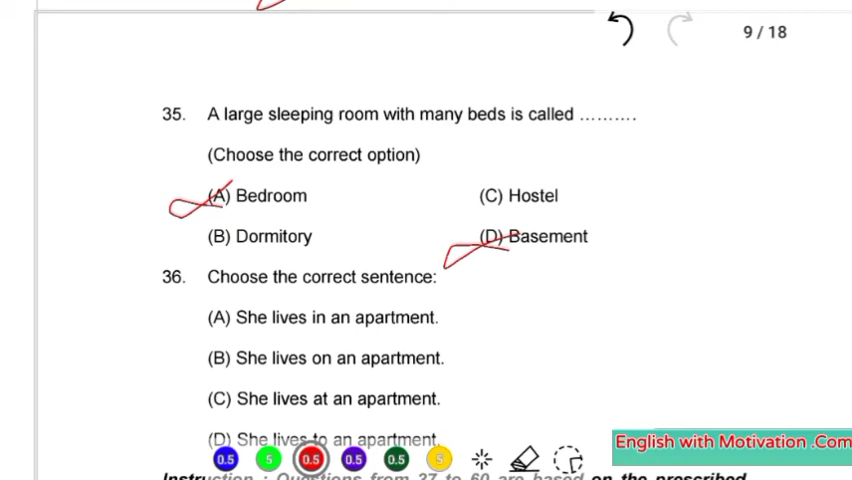 9 / 18
35. A large sleeping room with many beds is called ..........
(Choose the correct option)
(A) Bedroom (C) Hostel
(B) Dormitory (D) Basement
36. Choose the correct sentence:
(A) She lives in an apartment.
(B) She lives on an apartment.
(C) She lives at an apartment.
(D) She lives to an apartment.
English with Motivation .Com
0.5 5 0.5 0.5 0.5 5
Instruction : Questions from 37 to 60 are based on the prescribed